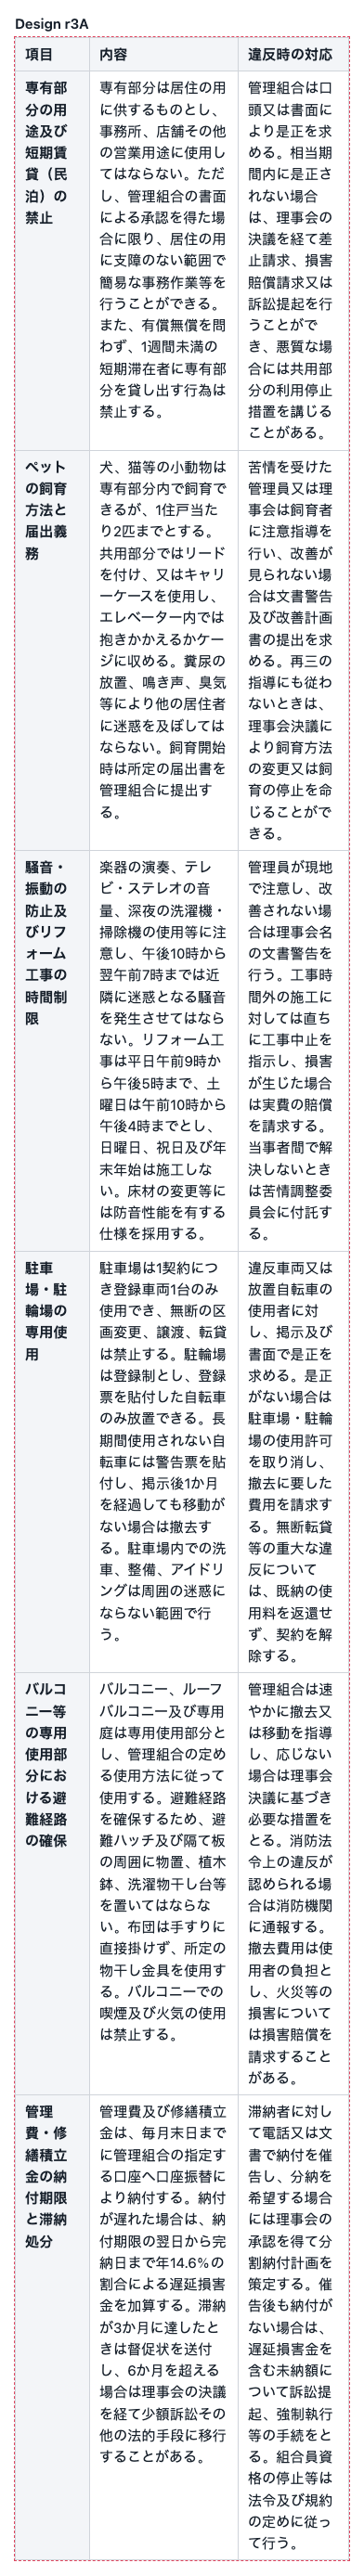 Design r3A
項目
内容
違反時の対応
専有部
分の用
途及び
短期賃
貸（民
泊）の
禁止
専有部分は居住の用
に供するものとし、
事務所、店舗その他
の営業用途に使用し
てはならない。ただ
し、管理組合の書面
による承認を得た場
合に限り、居住の用
に支障のない範囲で
簡易な事務作業等を
行うことができる。
また、有償無償を問
わず、1週間未満の
短期滞在者に専有部
分を貸し出す行為は
禁止する。
管理組合は口
頭又は書面に
より是正を求
める。相当期
間内に是正さ
れない場合
は、理事会の
決議を経て差
止請求、損害
賠償請求又は
訴訟提起を行
うことがで
き、悪質な場
合には共用部
分の利用停止
措置を講じる
ことがある。
ペット
の飼育
方法と
届出義
務
犬、猫等の小動物は
専有部分内で飼育で
きるが、1住戸当た
り2匹までとする。
共用部分ではリード
を付け、又はキャリ
ーケースを使用し、
エレベーター内では
抱きかかえるかケー
ジに収める。糞尿の
放置、鳴き声、臭気
等により他の居住者
に迷惑を及ぼしては
ならない。飼育開始
時は所定の届出書を
管理組合に提出す
る。
苦情を受けた
管理員又は理
事会は飼育者
に注意指導を
行い、改善が
見られない場
合は文書警告
及び改善計画
書の提出を求
める。再三の
指導にも従わ
ないときは、
理事会決議に
より飼育方法
の変更又は飼
育の停止を命
じることがで
きる。
騒音・
振動の
防止及
びリフ
ォーム
工事の
時間制
限
楽器の演奏、テレ
ビ・ステレオの音
量、深夜の洗濯機・
掃除機の使用等に注
意し、午後10時から
翌午前7時までは近
隣に迷惑となる騒音
を発生させてはなら
ない。リフォーム工
事は平日午前9時か
ら午後5時まで、土
曜日は午前10時から
午後4時までとし、
日曜日、祝日及び年
末年始は施工しな
い。床材の変更等に
は防音性能を有する
仕様を採用する。
管理員が現地
で注意し、改
善されない場
合は理事会名
の文書警告を
行う。工事時
間外の施工に
対しては直ち
に工事中止を
指示し、損害
が生じた場合
は実費の賠償
を請求する。
当事者間で解
決しないとき
は苦情調整委
員会に付託す
る。
駐車
場・駐
輪場の
専用使
用
駐車場は1契約につ
き登録車両1台のみ
使用でき、無断の区
画変更、譲渡、転貸
は禁止する。駐輪場
は登録制とし、登録
票を貼付した自転車
のみ放置できる。長
期間使用されない自
転車には警告票を貼
付し、掲示後1か月
を経過しても移動が
ない場合は撤去す
る。駐車場内での洗
車、整備、アイドリ
ングは周囲の迷惑に
ならない範囲で行
う。
違反車両又は
放置自転車の
使用者に対
し、掲示及び
書面で是正を
求める。是正
がない場合は
駐車場・駐輪
場の使用許可
を取り消し、
撤去に要した
費用を請求す
る。無断転貸
等の重大な違
反について
は、既納の使
用料を返還せ
ず、契約を解
除する。
バルコ
ニー等
の専用
使用部
分にお
ける避
難経路
の確保
バルコニー、ルーフ
バルコニー及び専用
庭は専用使用部分と
し、管理組合の定め
る使用方法に従って
使用する。避難経路
を確保するため、避
難ハッチ及び隔て板
の周囲に物置、植木
鉢、洗濯物干し台等
を置いてはならな
い。布団は手すりに
直接掛けず、所定の
物干し金具を使用す
る。バルコニーでの
喫煙及び火気の使用
は禁止する。
管理組合は速
やかに撤去又
は移動を指導
し、応じない
場合は理事会
決議に基づき
必要な措置を
とる。消防法
令上の違反が
認められる場
合は消防機関
に通報する。
撤去費用は使
用者の負担と
し、火災等の
損害について
は損害賠償を
請求すること
がある。
管理
費・修
繕積立
金の納
付期限
と滞納
処分
管理費及び修繕積立
金は、毎月末日まで
に管理組合の指定す
る口座へ口座振替に
より納付する。納付
が遅れた場合は、納
付期限の翌日から完
納日まで年14.6%の
割合による遅延損害
金を加算する。滞納
が3か月に達したと
きは督促状を送付
し、6か月を超える
場合は理事会の決議
を経て少額訴訟その
他の法的手段に移行
することがある。
滞納者に対し
て電話又は文
書で納付を催
告し、分納を
希望する場合
には理事会の
承認を得て分
割納付計画を
策定する。催
告後も納付が
ない場合は、
遅延損害金を
含む未納額に
ついて訴訟提
起、強制執行
等の手続をと
る。組合員資
格の停止等は
法令及び規約
の定めに従っ
て行う。